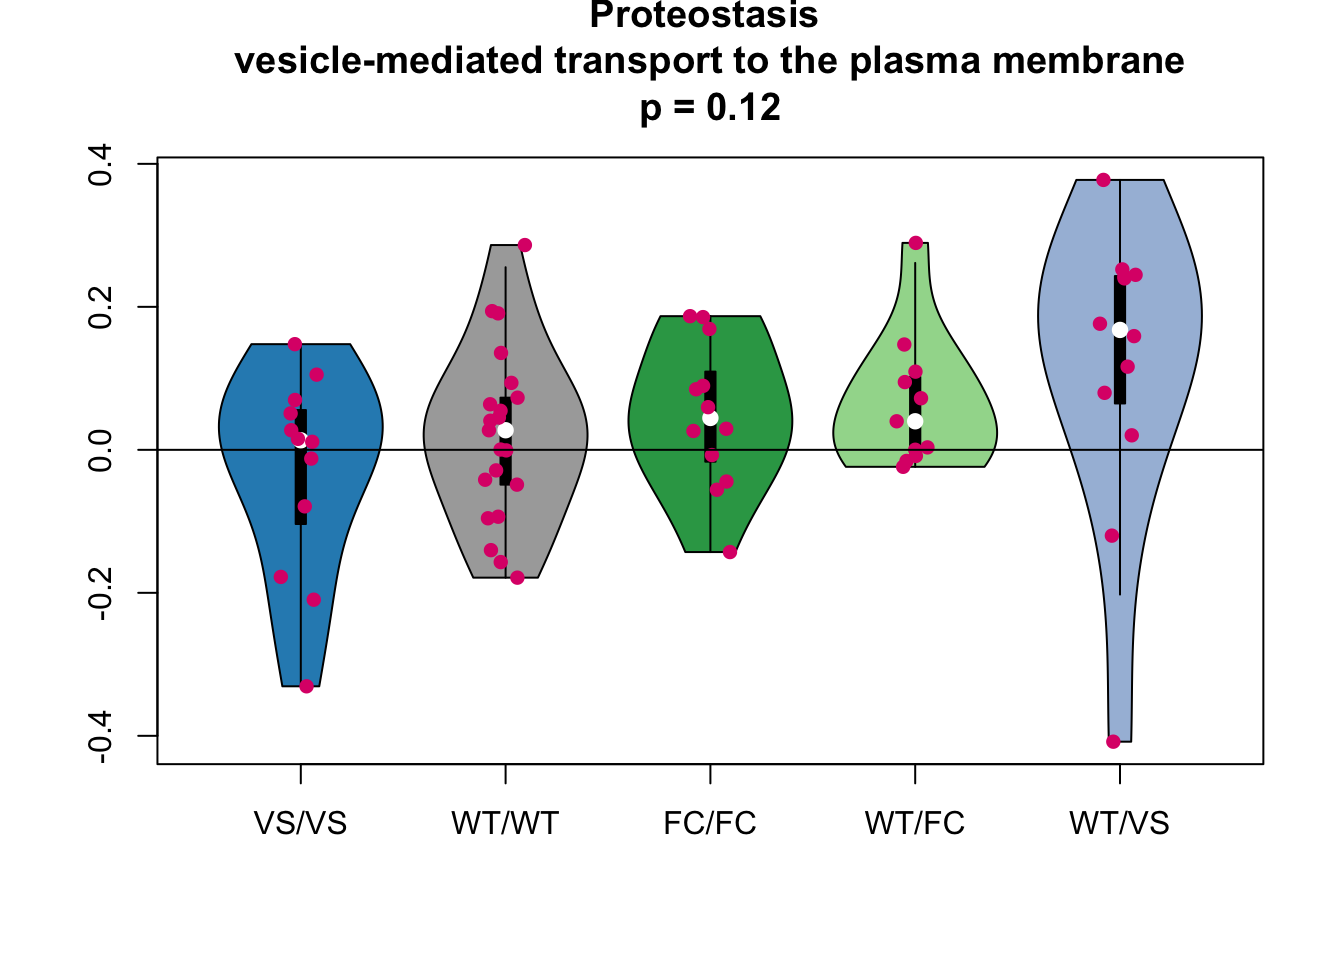 Proteostasis
vesicle-mediated transport to the plasma membrane
p = 0.12
0.4
0.2
0.0
-0.2
-0.4
VS/VS WT/WT FC/FC WT/FC WT/VS